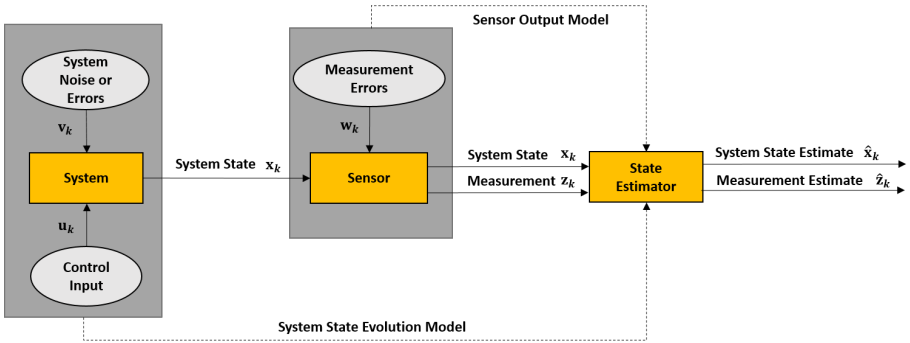 Sensor Output Model
System
Noise or
Errors
v_k
System
u_k
Control
Input
System State x_k
Measurement
Errors
w_k
Sensor
System State x_k
Measurement z_k
State
Estimator
System State Estimate x̂_k
Measurement Estimate ẑ_k
System State Evolution Model